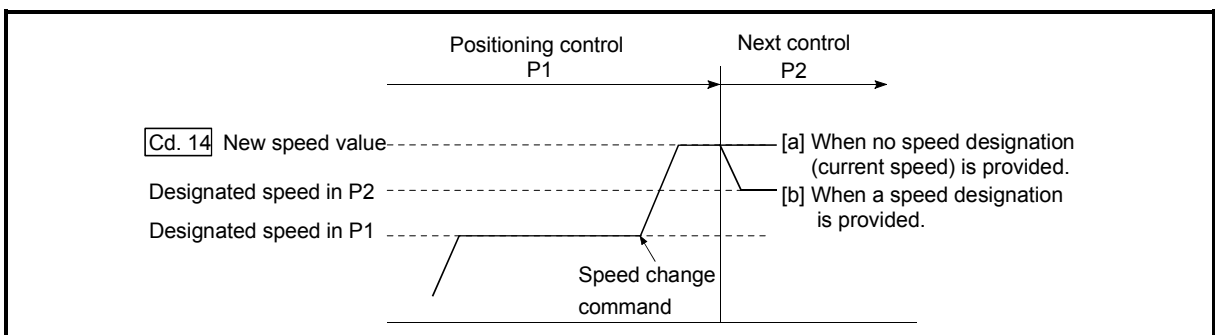 Positioning control
P1
Next control
P2
Cd. 14 New speed value
[a] When no speed designation
(current speed) is provided.
Designated speed in P2
[b] When a speed designation
is provided.
Designated speed in P1
Speed change
command